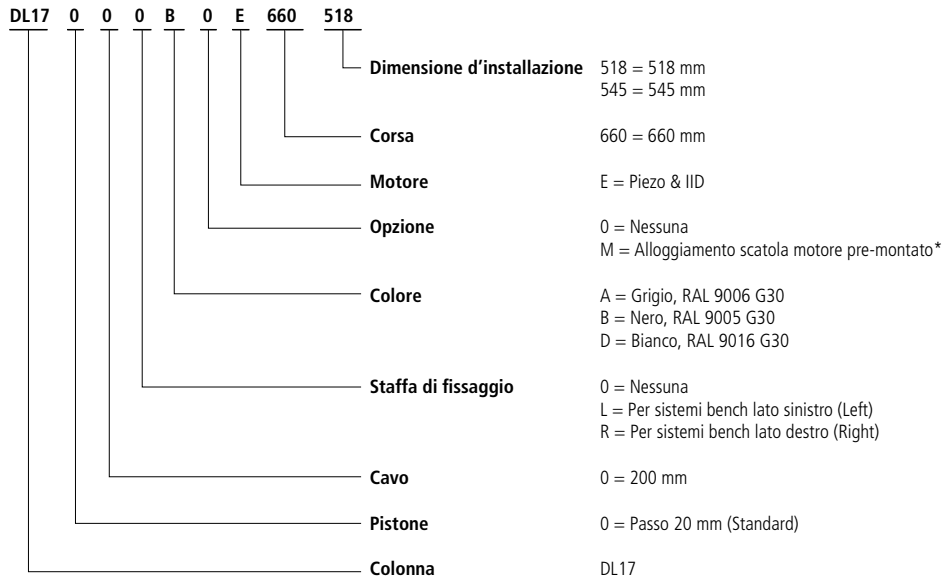 DL17 0 0 0 B 0 E 660 518
Dimensione d'installazione 518 = 518 mm
545 = 545 mm
Corsa 660 = 660 mm
Motore E = Piezo & IID
Opzione 0 = Nessuna
M = Alloggiamento scatola motore pre-montato*
Colore A = Grigio, RAL 9006 G30
B = Nero, RAL 9005 G30
D = Bianco, RAL 9016 G30
Staffa di fissaggio 0 = Nessuna
L = Per sistemi bench lato sinistro (Left)
R = Per sistemi bench lato destro (Right)
Cavo 0 = 200 mm
Pistone 0 = Passo 20 mm (Standard)
Colonna DL17